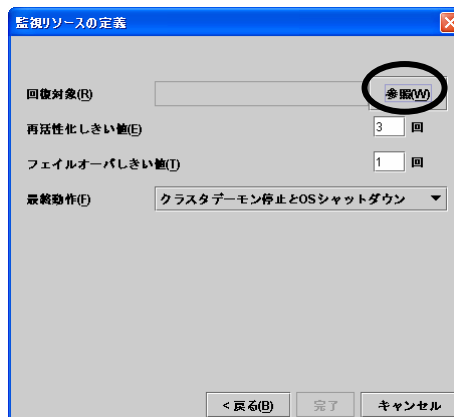 監視リソースの定義
回復対象(R)
参照(W)
再活性化しきい値(E) 3 回
フェイルオーバしきい値(T) 1 回
最終動作(F) クラスタデーモン停止とOSシャットダウン
< 戻る(B) 完了 キャンセル